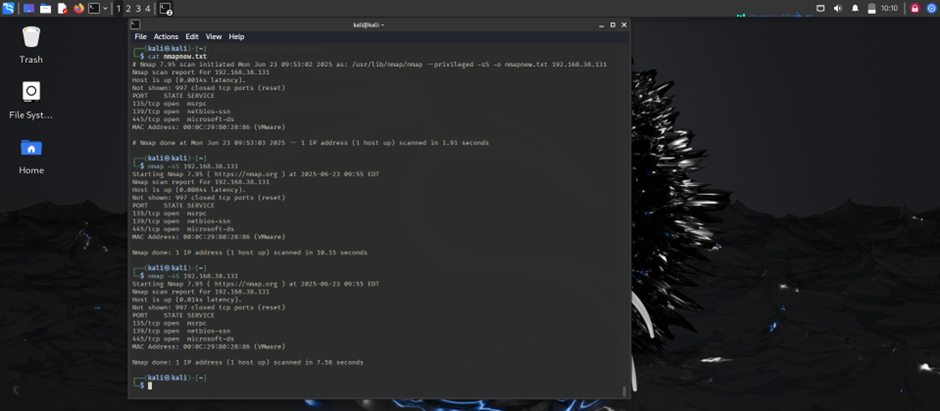 1 2 3 4
2
10:10
Trash
File Syst...
Home
kali@kali: ~
File Actions Edit View Help
(kali㉿kali)-[~]
$ cat nmapnew.txt
# Nmap 7.95 scan initiated Mon Jun 23 09:53:02 2025 as: /usr/lib/nmap/nmap --privileged -sS -o nmapnew.txt 192.168.38.131
Nmap scan report for 192.168.38.131
Host is up (0.0014s latency).
Not shown: 997 closed tcp ports (reset)
PORT STATE SERVICE
135/tcp open msrpc
139/tcp open netbios-ssn
445/tcp open microsoft-ds
MAC Address: 00:0C:29:B0:28:86 (VMware)
# Nmap done at Mon Jun 23 09:53:03 2025 -- 1 IP address (1 host up) scanned in 1.91 seconds
(kali㉿kali)-[~]
$ nmap -sS 192.168.38.131
Starting Nmap 7.95 ( https://nmap.org ) at 2025-06-23 09:55 EDT
Nmap scan report for 192.168.38.131
Host is up (0.0084s latency).
Not shown: 997 closed tcp ports (reset)
PORT STATE SERVICE
135/tcp open msrpc
139/tcp open netbios-ssn
445/tcp open microsoft-ds
MAC Address: 00:0C:29:B0:28:86 (VMware)
Nmap done: 1 IP address (1 host up) scanned in 10.15 seconds
(kali㉿kali)-[~]
$ nmap -sS 192.168.38.131
Starting Nmap 7.95 ( https://nmap.org ) at 2025-06-23 09:55 EDT
Nmap scan report for 192.168.38.131
Host is up (0.014s latency).
Not shown: 997 closed tcp ports (reset)
PORT STATE SERVICE
135/tcp open msrpc
139/tcp open netbios-ssn
445/tcp open microsoft-ds
MAC Address: 00:0C:29:B0:28:86 (VMware)
Nmap done: 1 IP address (1 host up) scanned in 7.58 seconds
(kali㉿kali)-[~]
$